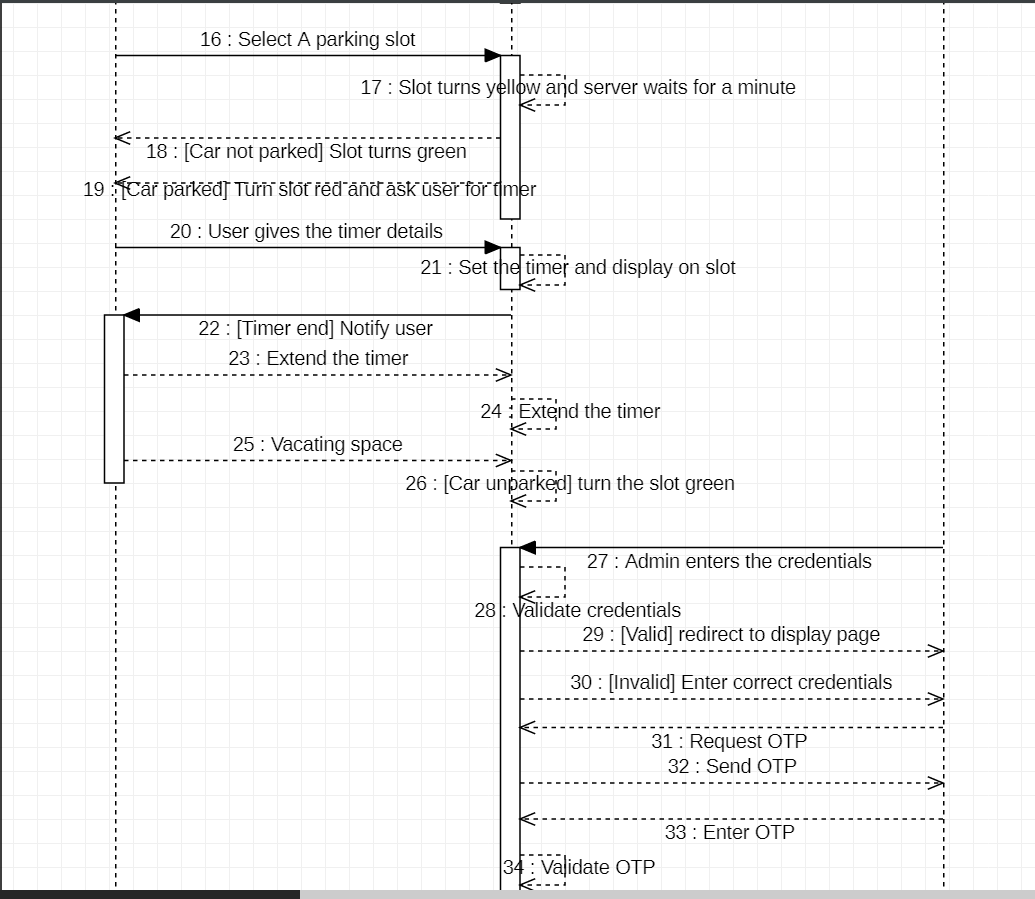 16 : Select A parking slot
17 : Slot turns yellow and server waits for a minute
18 : [Car not parked] Slot turns green
19 : [Car parked] Turn slot red and ask user for timer
20 : User gives the timer details
21 : Set the timer and display on slot
22 : [Timer end] Notify user
23 : Extend the timer
24 : Extend the timer
25 : Vacating space
26 : [Car unparked] turn the slot green
27 : Admin enters the credentials
28 : Validate credentials
29 : [Valid] redirect to display page
30 : [Invalid] Enter correct credentials
31 : Request OTP
32 : Send OTP
33 : Enter OTP
34 : Validate OTP